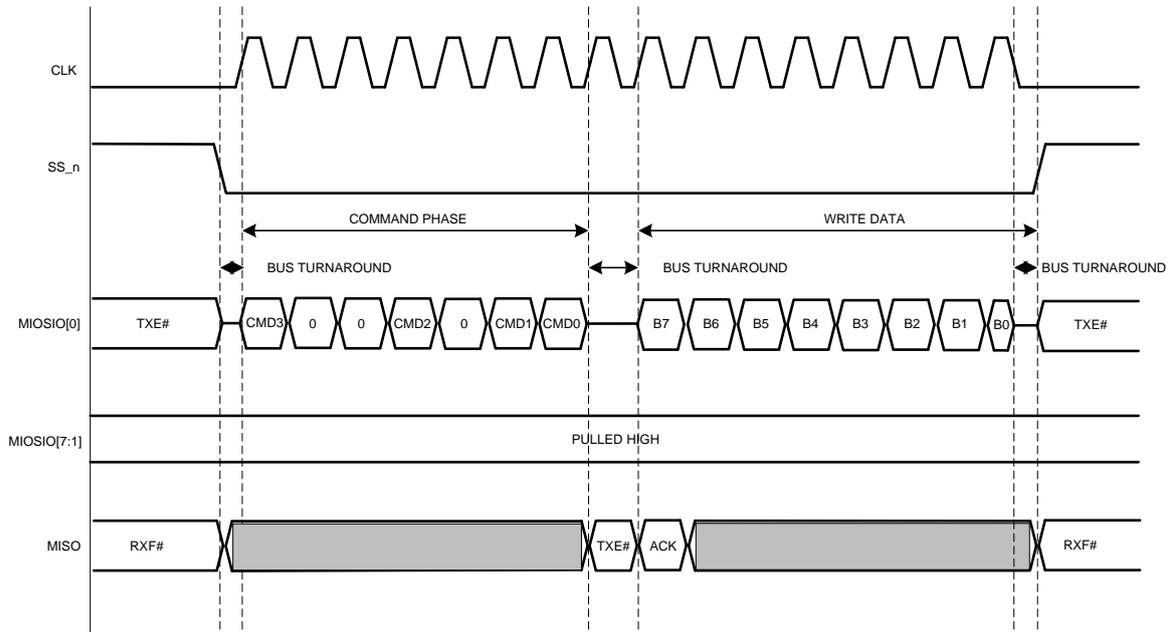 CLK
SS_n
COMMAND PHASE WRITE DATA
BUS TURNAROUND BUS TURNAROUND BUS TURNAROUND
MIOSIO[0] TXE# CMD3 0 0 CMD2 0 CMD1 CMD0 B7 B6 B5 B4 B3 B2 B1 B0 TXE#
MIOSIO[7:1] PULLED HIGH
MISO RXF# TXE# ACK RXF#